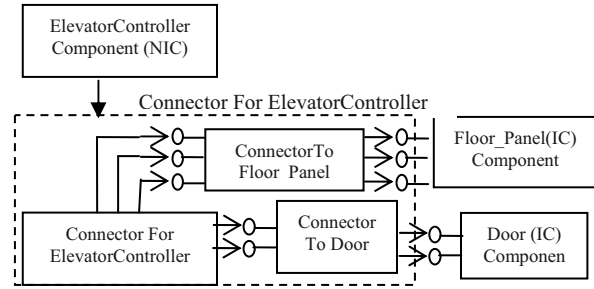 ElevatorController
Component (NIC)
Connector For ElevatorController
ConnectorTo
Floor Panel
Floor_Panel(IC)
Component
Connector For
ElevatorController
Connector
To Door
Door (IC)
Componen